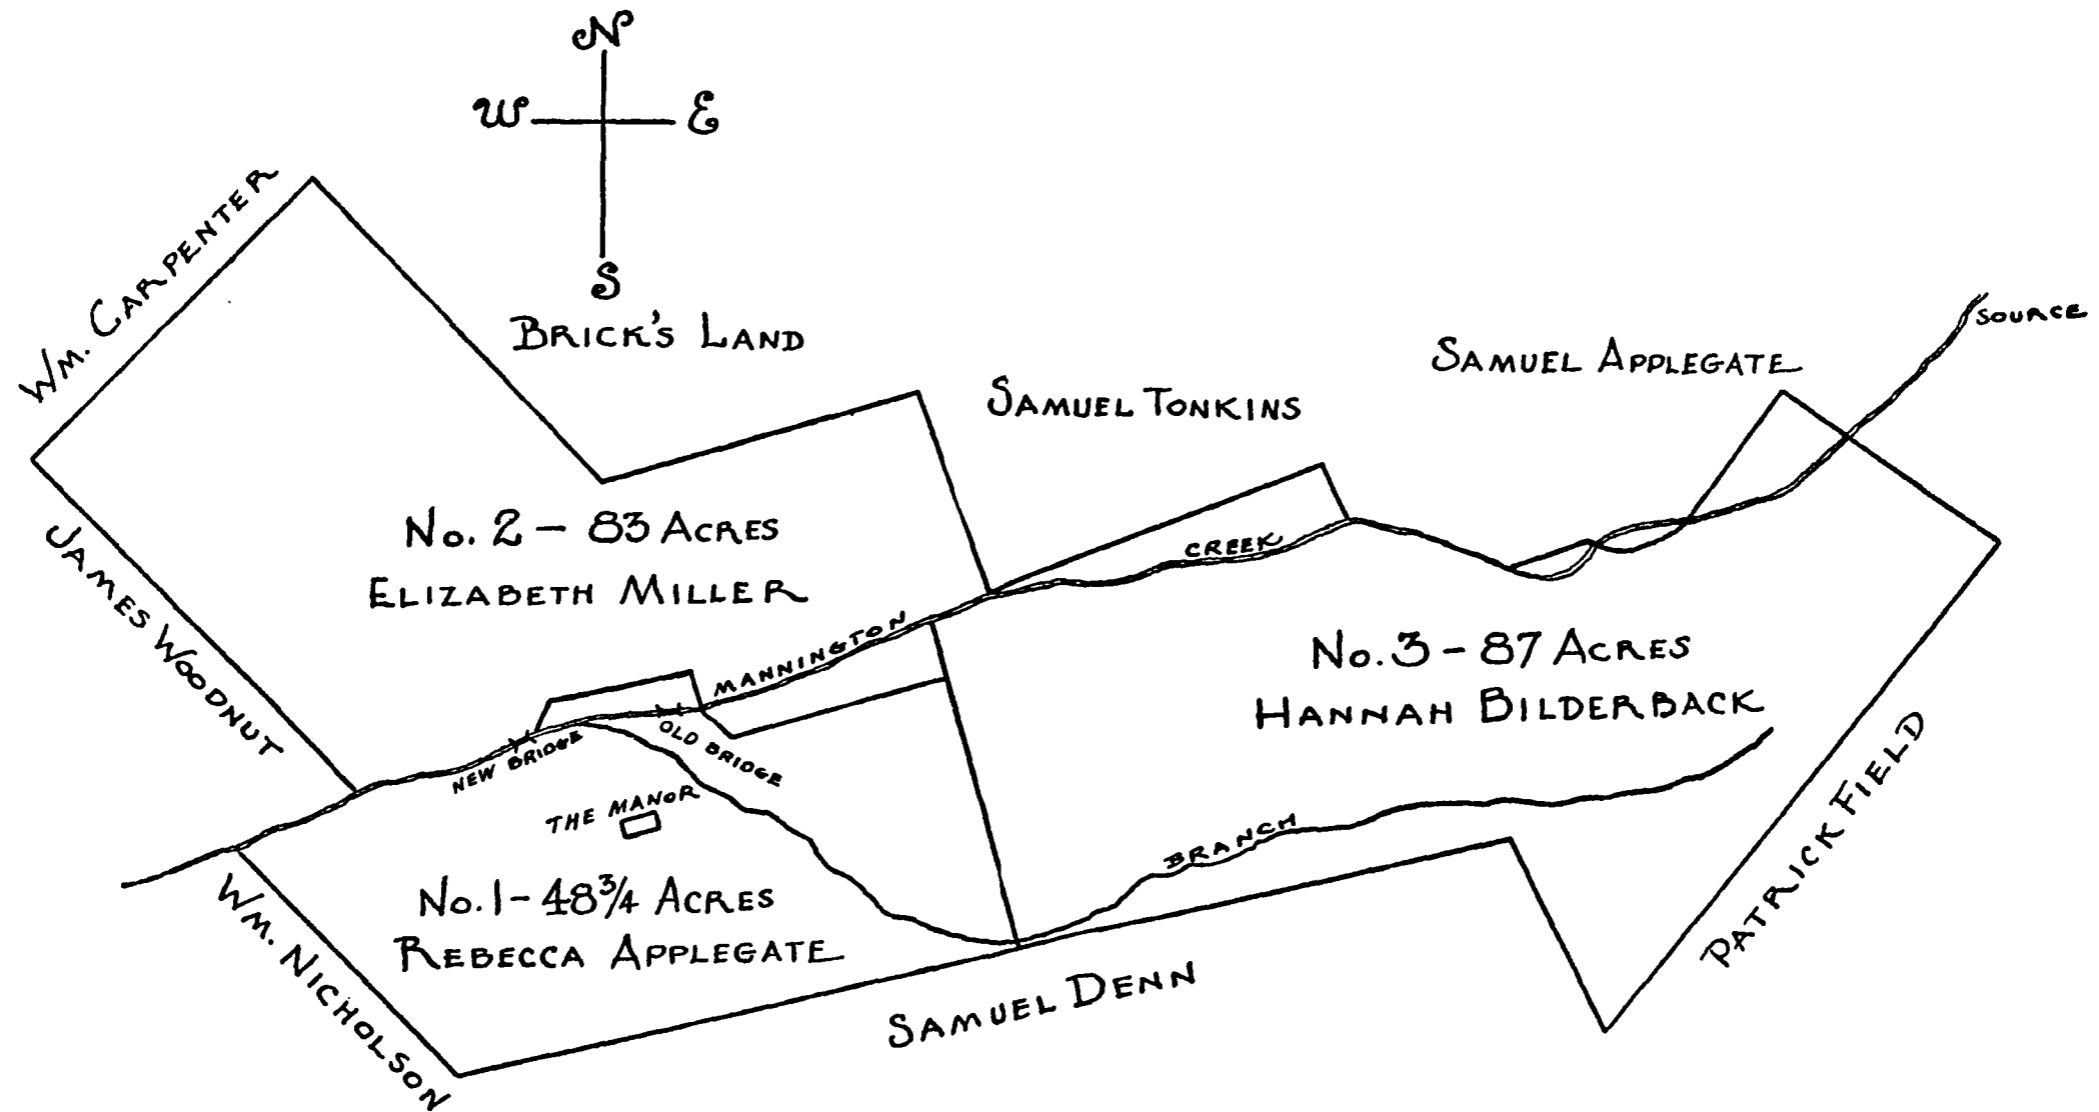 N
W E
S
WM. CARPENTER
BRICK'S LAND
SOURCE
SAMUEL APPLEGATE
SAMUEL TONKINS
No. 2 - 83 ACRES
ELIZABETH MILLER
JAMES WOODNUT
MANNINGTON CREEK
No. 3 - 87 ACRES
HANNAH BILDERBACK
NEW BRIDGE
OLD BRIDGE
THE MANOR
BRANCH
PATRICK FIELD
No. 1 - 48 3/4 ACRES
REBECCA APPLEGATE
WM. NICHOLSON
SAMUEL DENN